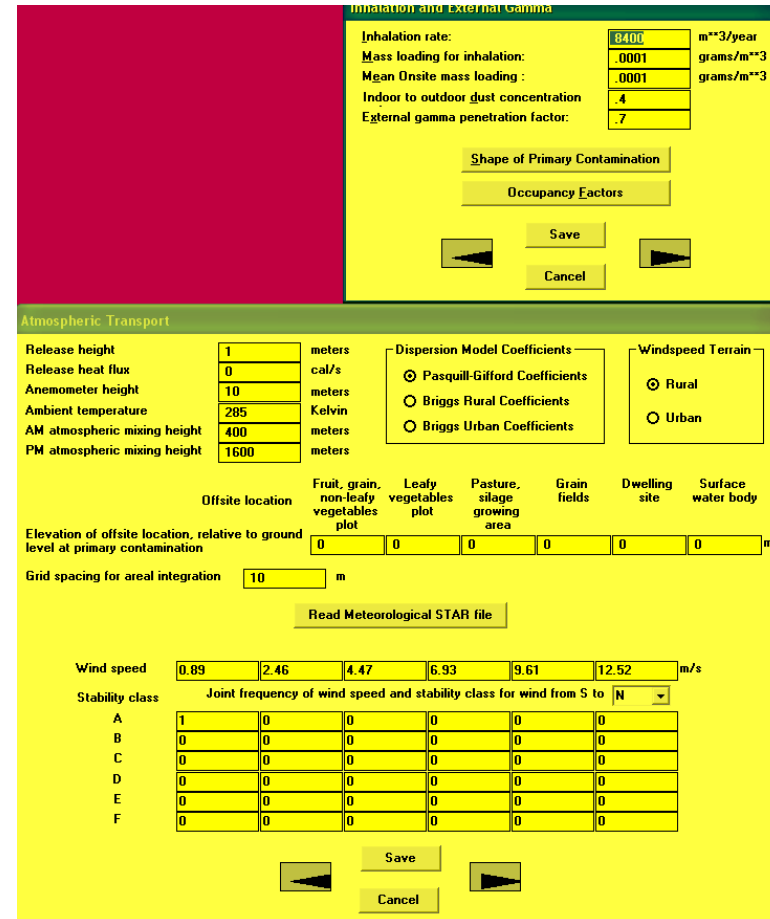 Inhalation and External Gamma
Inhalation rate: 8400 m**3/year
Mass loading for inhalation: .0001 grams/m**3
Mean Onsite mass loading : .0001 grams/m**3
Indoor to outdoor dust concentration .4
External gamma penetration factor: .7
Shape of Primary Contamination
Occupancy Factors
Save
Cancel
Atmospheric Transport
Release height 1 meters
Release heat flux 0 cal/s
Anemometer height 10 meters
Ambient temperature 285 Kelvin
AM atmospheric mixing height 400 meters
PM atmospheric mixing height 1600 meters
Dispersion Model Coefficients
Pasquill-Gifford Coefficients
Briggs Rural Coefficients
Briggs Urban Coefficients
Windspeed Terrain
Rural
Urban
Offsite location
Fruit, grain, non-leafy vegetables plot
Leafy vegetables plot
Pasture, silage growing area
Grain fields
Dwelling site
Surface water body
Elevation of offsite location, relative to ground
level at primary contamination 0 0 0 0 0 0 m
Grid spacing for areal integration 10 m
Read Meteorological STAR file
Wind speed 0.89 2.46 4.47 6.93 9.61 12.52 m/s
Stability class Joint frequency of wind speed and stability class for wind from S to N
A 1 0 0 0 0 0
B 0 0 0 0 0 0
C 0 0 0 0 0 0
D 0 0 0 0 0 0
E 0 0 0 0 0 0
F 0 0 0 0 0 0
Save
Cancel